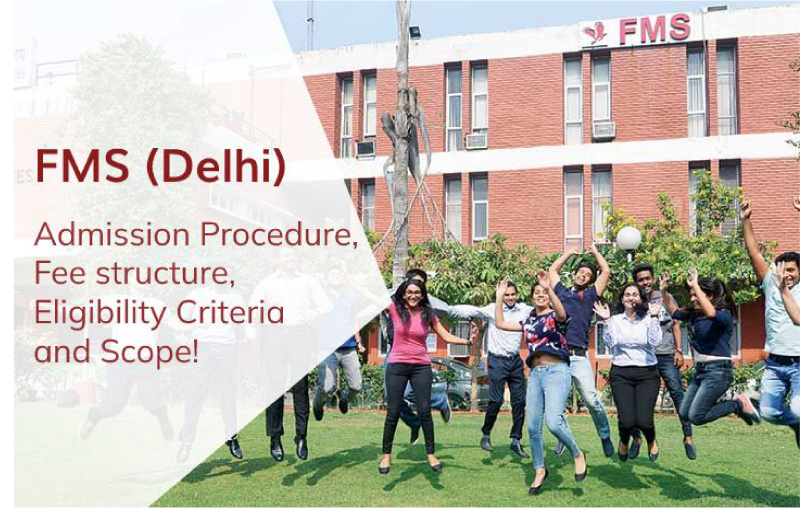 FMS
FMS (Delhi)
Admission Procedure,
Fee structure,
Eligibility Criteria
and Scope!